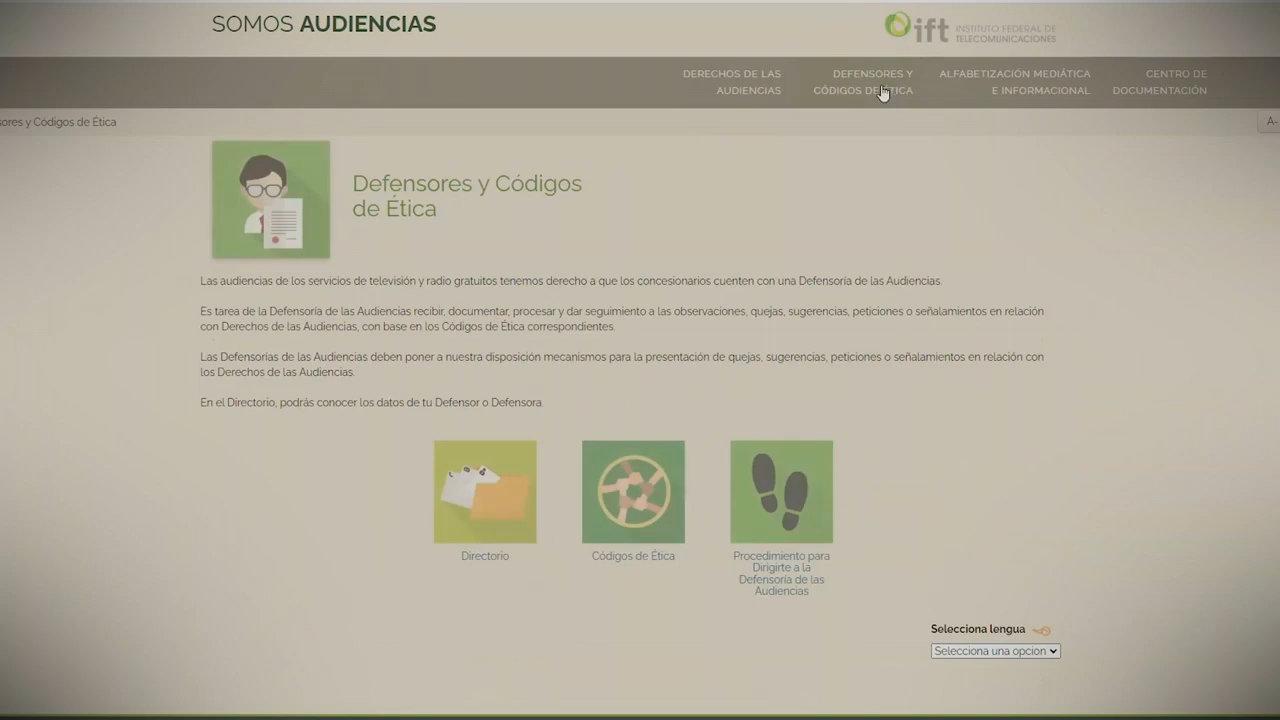 SOMOS AUDIENCIAS
ift INSTITUTO FEDERAL DE
TELECOMUNICACIONES
DERECHOS DE LAS
AUDIENCIAS
DEFENSORES Y
CÓDIGOS DE ÉTICA
ALFABETIZACIÓN MEDIÁTICA
E INFORMACIONAL
CENTRO DE
DOCUMENTACIÓN
ores y Códigos de Ética
A-
Defensores y Códigos
de Ética
Las audiencias de los servicios de televisión y radio gratuitos tenemos derecho a que los concesionarios cuenten con una Defensoría de las Audiencias.
Es tarea de la Defensoría de las Audiencias recibir, documentar, procesar y dar seguimiento a las observaciones, quejas, sugerencias, peticiones o señalamientos en relación
con Derechos de las Audiencias, con base en los Códigos de Ética correspondientes.
Las Defensorías de las Audiencias deben poner a nuestra disposición mecanismos para la presentación de quejas, sugerencias, peticiones o señalamientos en relación con
los Derechos de las Audiencias.
En el Directorio, podrás conocer los datos de tu Defensor o Defensora.
Directorio
Códigos de Ética
Procedimiento para
Dirigirte a la
Defensoría de las
Audiencias
Selecciona lengua
Selecciona una opcion